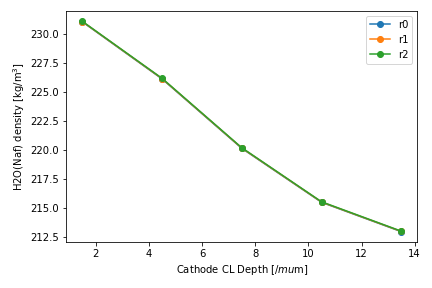 r0
r1
r2
H2O(Naf) density [kg/m³]
230.0
227.5
225.0
222.5
220.0
217.5
215.0
212.5
2 4 6 8 10 12 14
Cathode CL Depth [/mum]